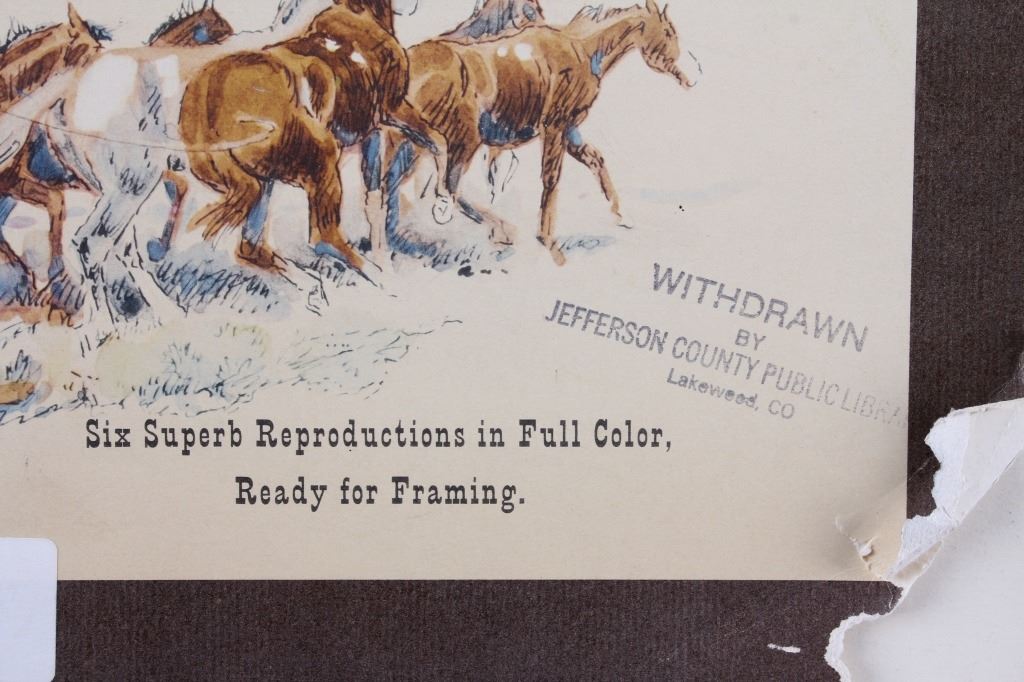 WITHDRAWN
BY
JEFFERSON COUNTY PUBLIC LIBRA
Lakewood, CO
Six Superb Reproductions in Full Color,
Ready for Framing.